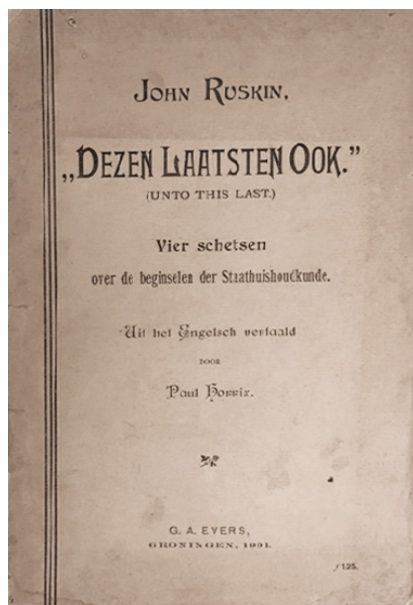 JOHN RUSKIN,
„DEZEN LAATSTEN OOK.”
(UNTO THIS LAST.)
Vier schetsen
over de beginselen der Staathuishoudkunde.
Uit het Engelsch vertaald
DOOR
Paul
G. A. EVERS,
GRONINGEN, 1901.
ƒ 125.